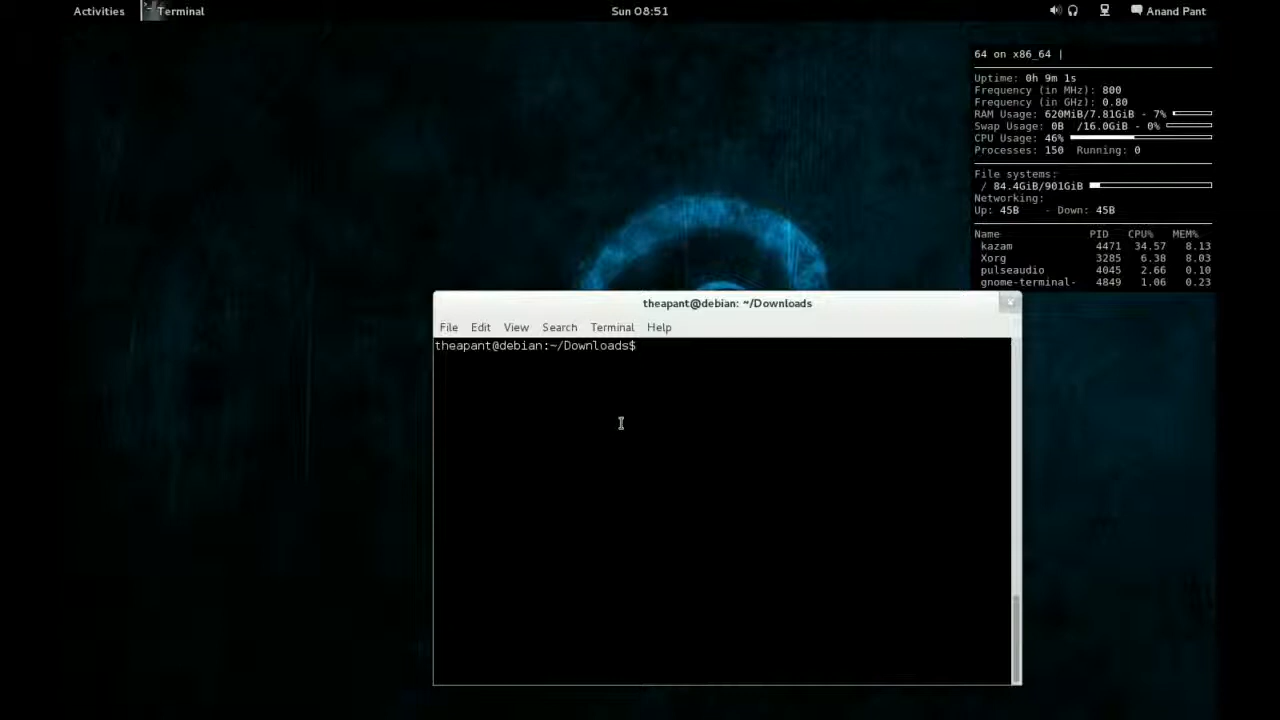 Activities Terminal Sun 08:51 Anand Pant
64 on x86_64 |
Uptime: 0h 9m 1s
Frequency (in MHz): 800
Frequency (in GHz): 0.80
RAM Usage: 620MiB/7.81GiB - 7%
Swap Usage: 0B /16.0GiB - 0%
CPU Usage: 46%
Processes: 150 Running: 0
File systems:
/ 84.4GiB/901GiB
Networking:
Up: 45B - Down: 45B
Name PID CPU% MEM%
kazam 4471 34.57 8.13
Xorg 3285 6.38 8.03
pulseaudio 4045 2.66 0.10
gnome-terminal- 4849 1.06 0.23
theapant@debian: ~/Downloads
File Edit View Search Terminal Help
theapant@debian:~/Downloads$